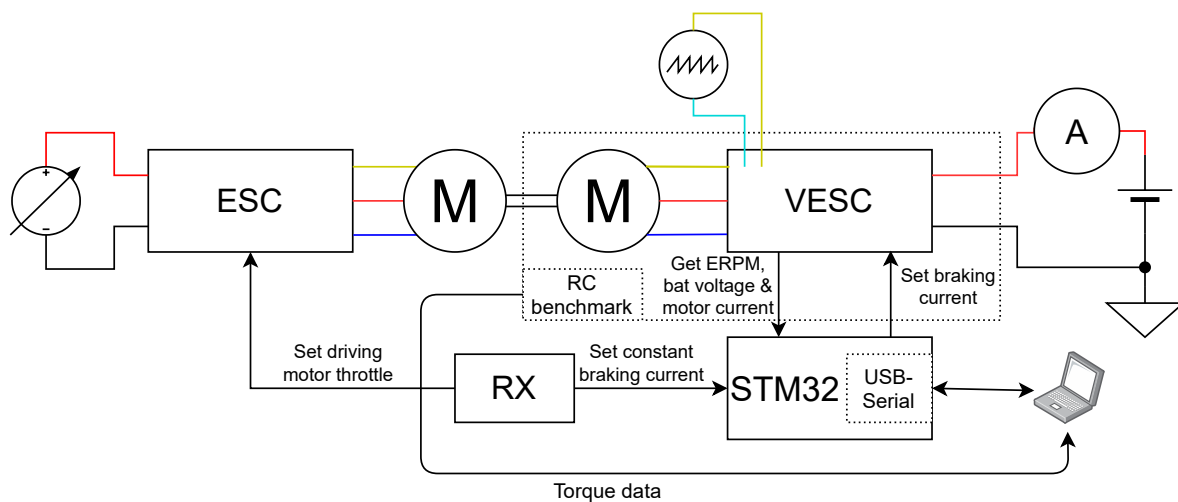 A
+
−
ESC
M
M
VESC
RC
benchmark
Get ERPM,
bat voltage &
motor current
Set braking
current
Set driving
motor throttle
RX
Set constant
braking current
STM32
USB-
Serial
Torque data